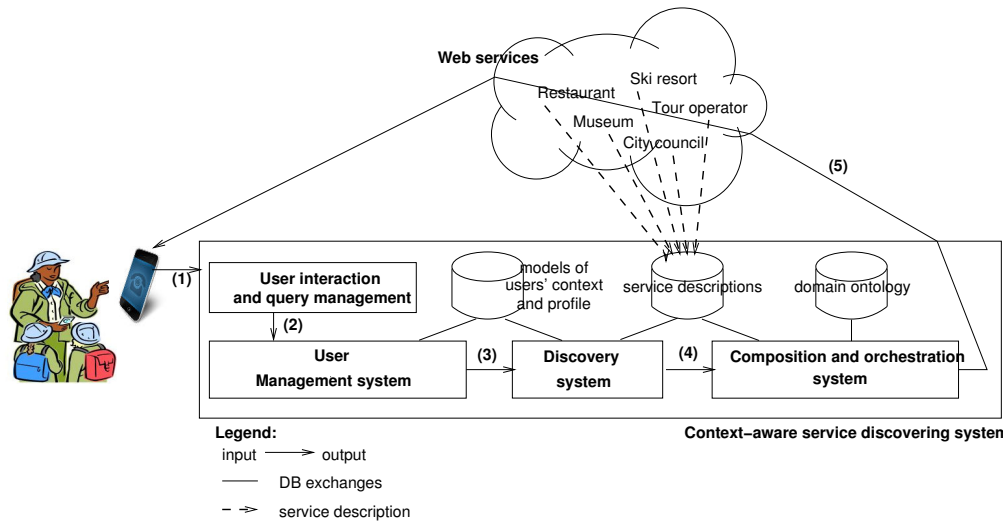 Web services
Ski resort
Restaurant
Tour operator
Museum
City council
(5)
(1)
User interaction
and query management
models of
users' context
and profile
service descriptions
domain ontology
(2)
User
Management system
(3)
Discovery
system
(4)
Composition and orchestration
system
Legend:
Context−aware service discovering system
input
output
DB exchanges
service description